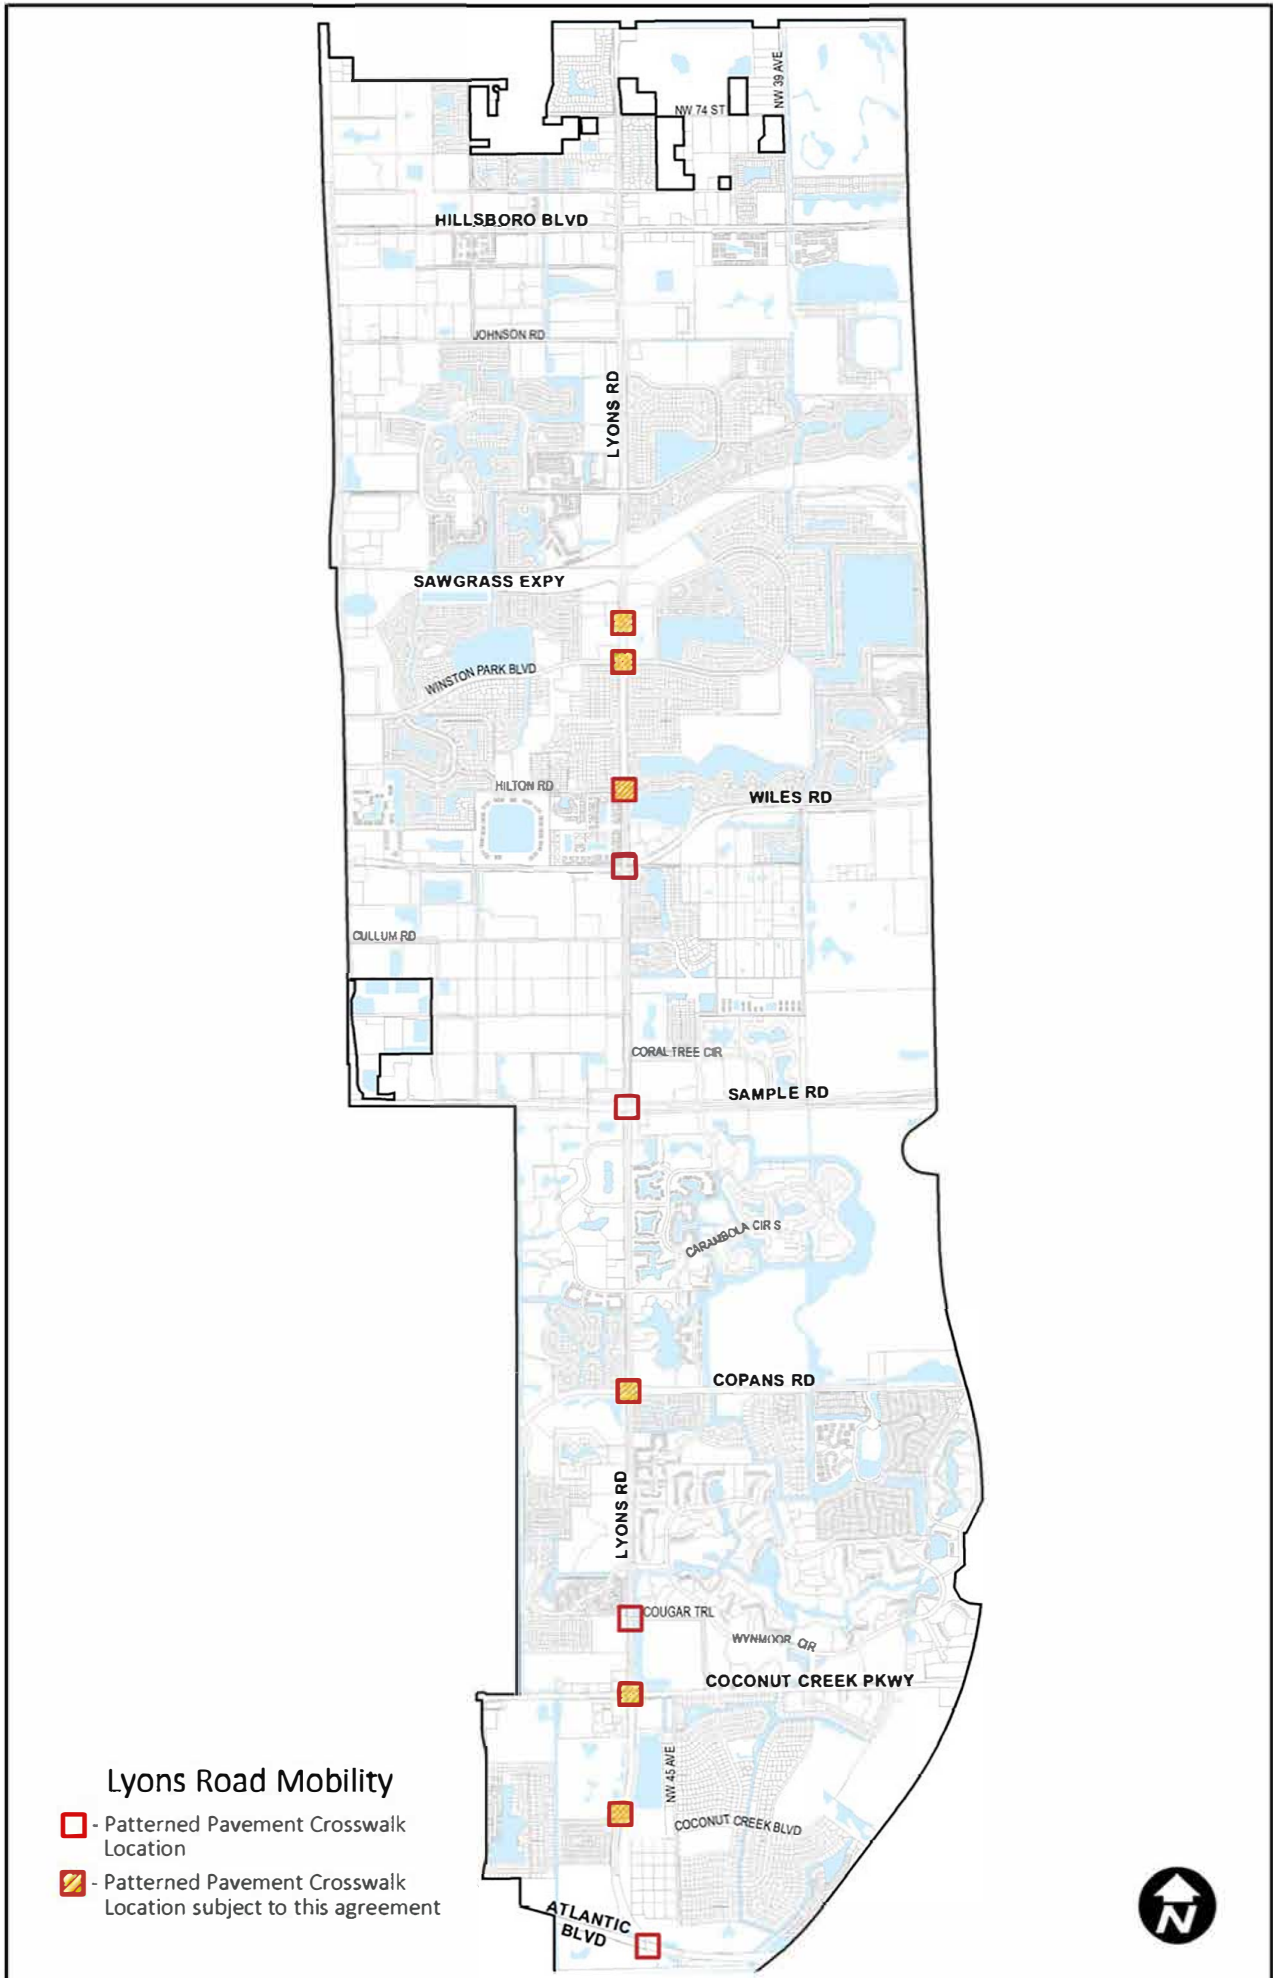 NW 39 AVE
NW 74 ST
HILLSBORO BLVD
JOHNSON RD
LYONS RD
SAWGRASS EXPY
WINSTON PARK BLVD
HILTON RD
WILES RD
CULLUM RD
CORAL TREE CIR
SAMPLE RD
CARAMBOLA CIR S
COPANS RD
LYONS RD
COUGAR TRL
WYNMOOR CIR
COCONUT CREEK PKWY
NW 45 AVE
COCONUT CREEK BLVD
Lyons Road Mobility
- Patterned Pavement Crosswalk
Location
- Patterned Pavement Crosswalk
Location subject to this agreement
ATLANTIC
BLVD
N